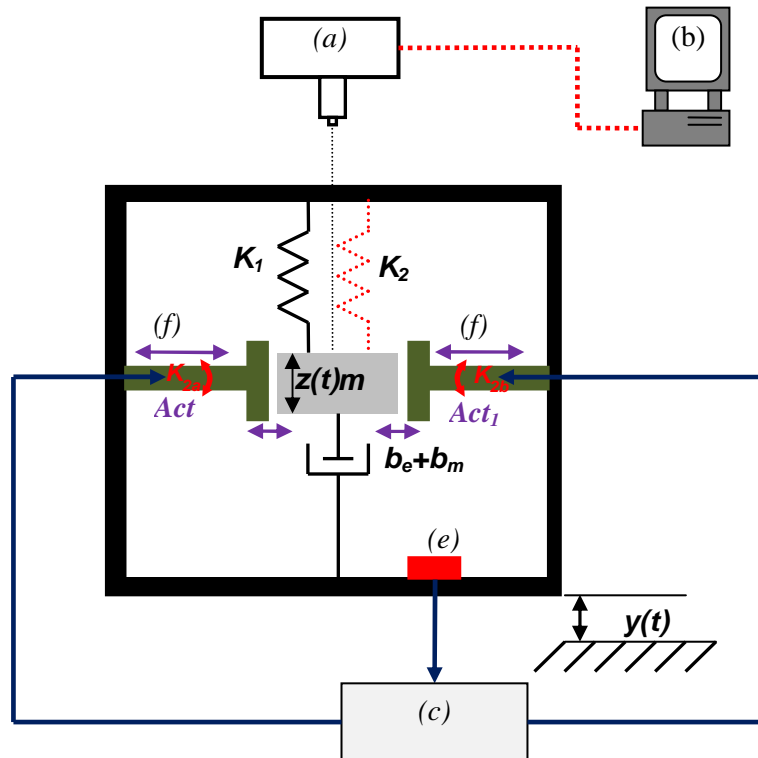 (a)
(b)
K1
K2
(f)
(f)
K2a
z(t)m
K2b
Act
Act1
be+bm
(e)
y(t)
(c)